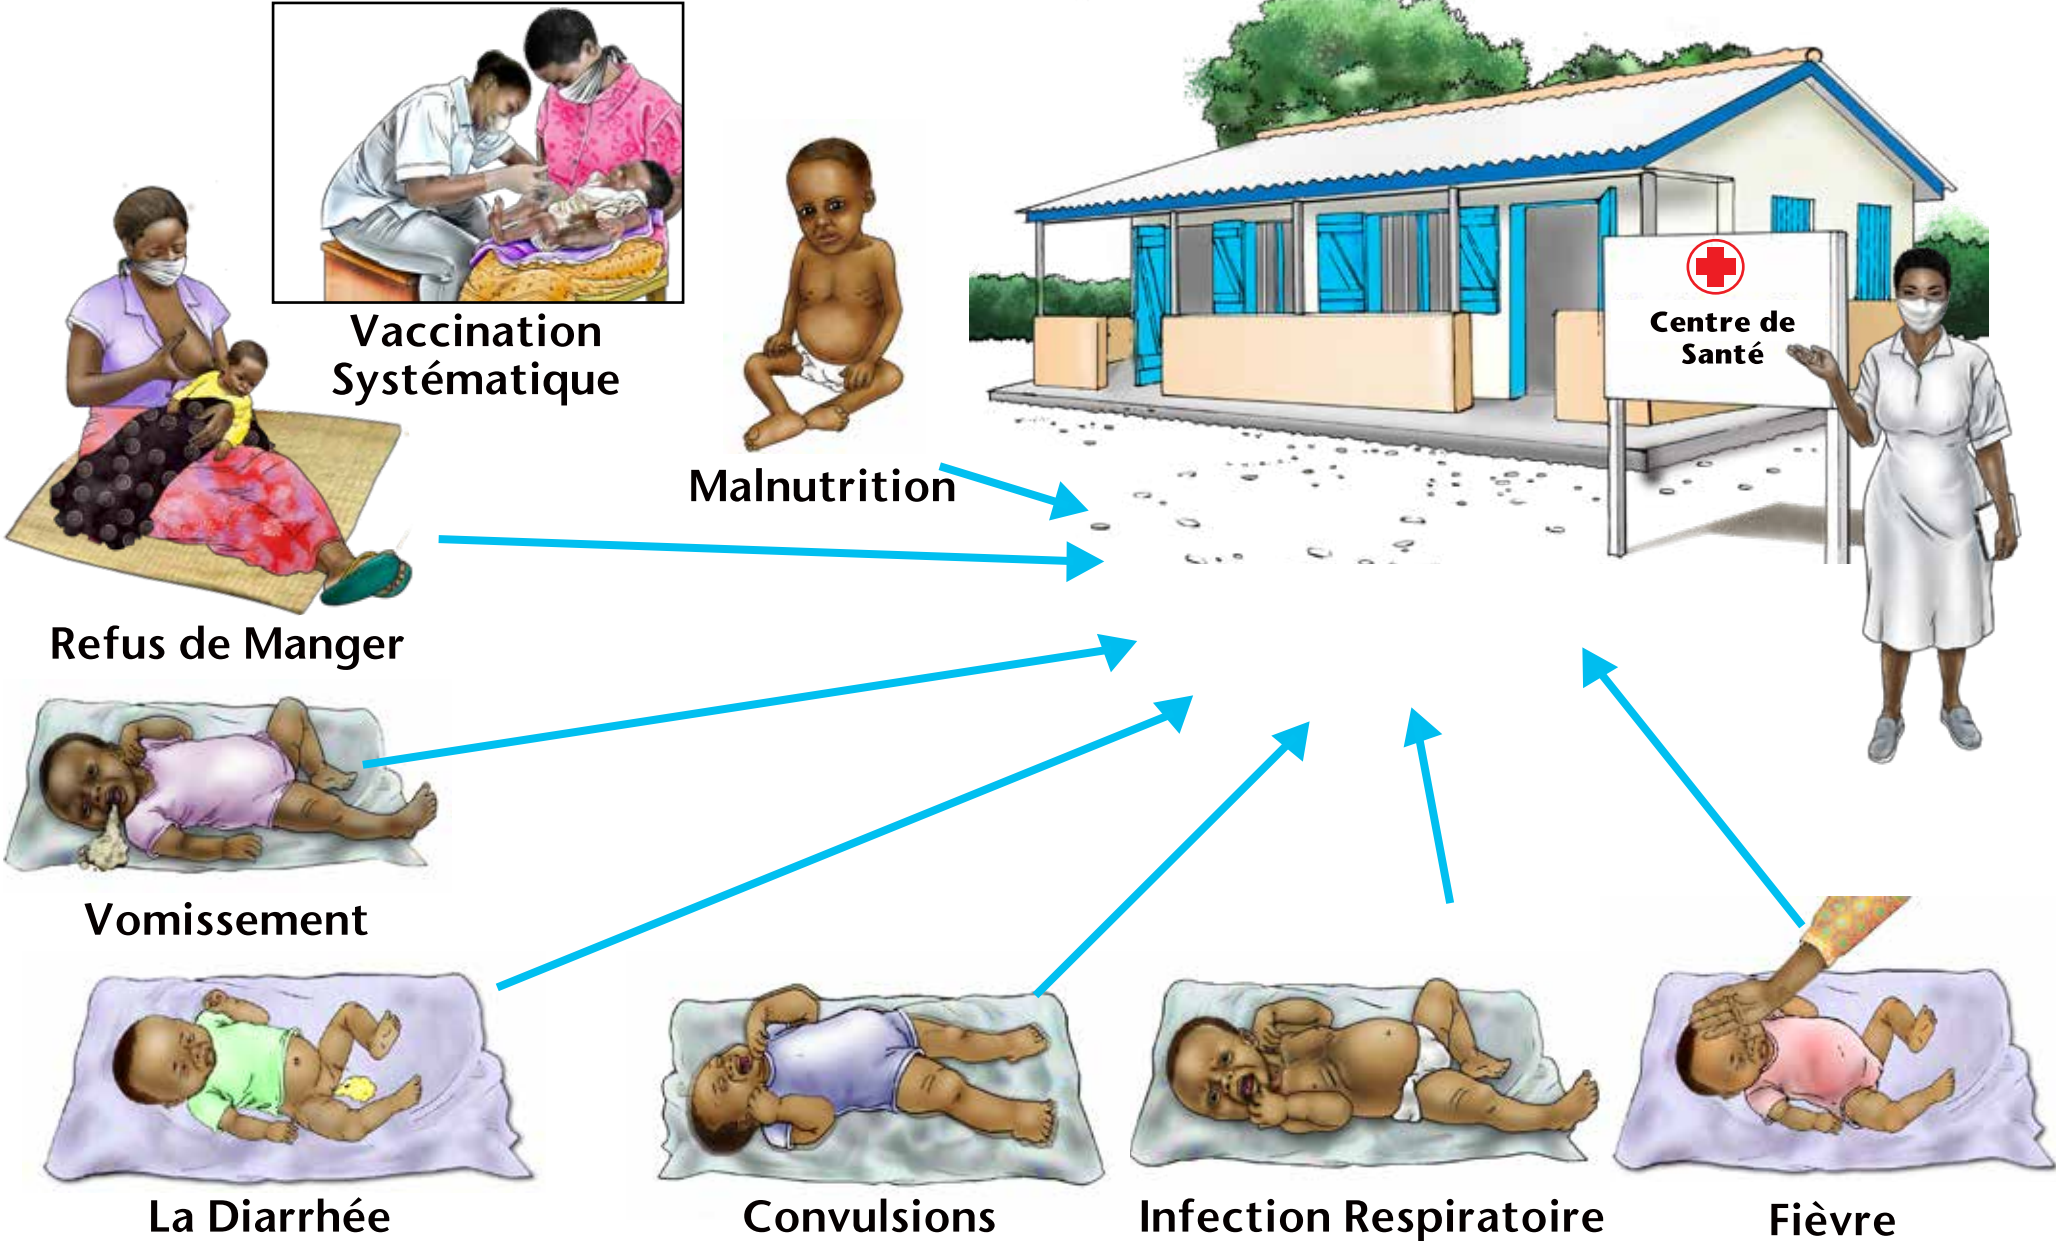 Vaccination
Systématique
Centre de
Santé
Malnutrition
Refus de Manger
Vomissement
La Diarrhée
Convulsions
Infection Respiratoire
Fièvre